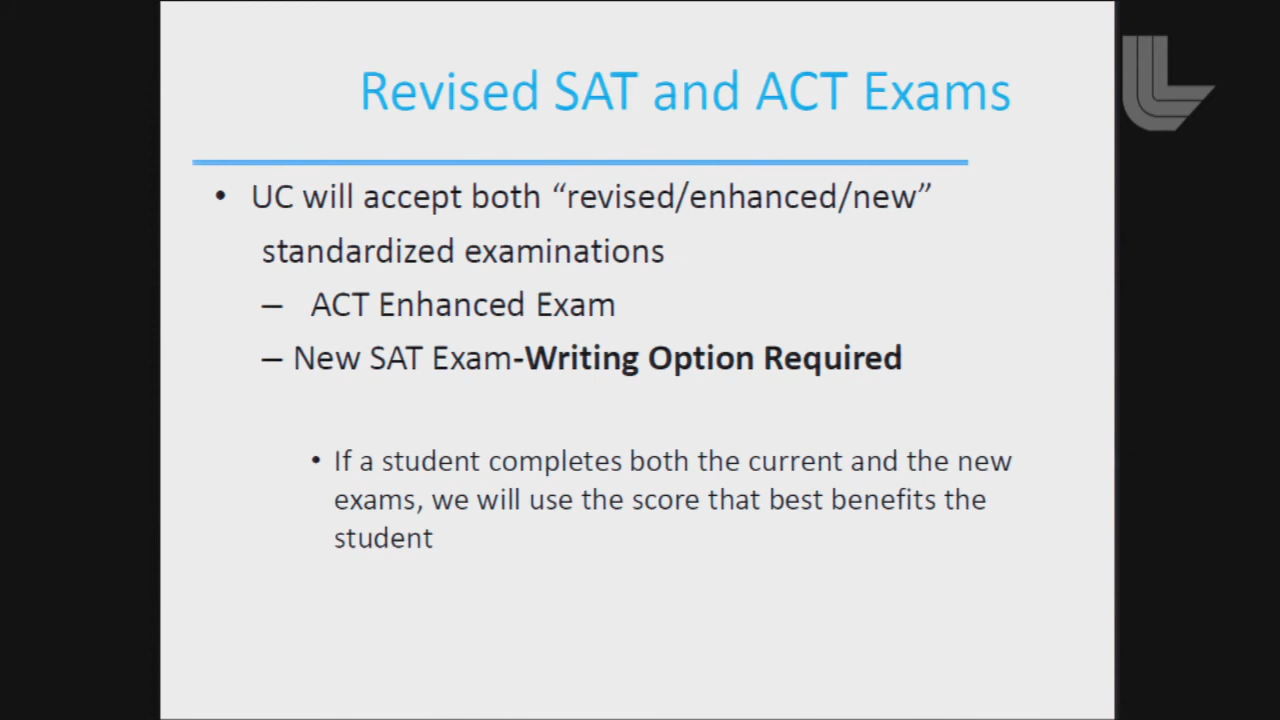 Revised SAT and ACT Exams
• UC will accept both “revised/enhanced/new”
standardized examinations
– ACT Enhanced Exam
– New SAT Exam-Writing Option Required
• If a student completes both the current and the new
exams, we will use the score that best benefits the
student